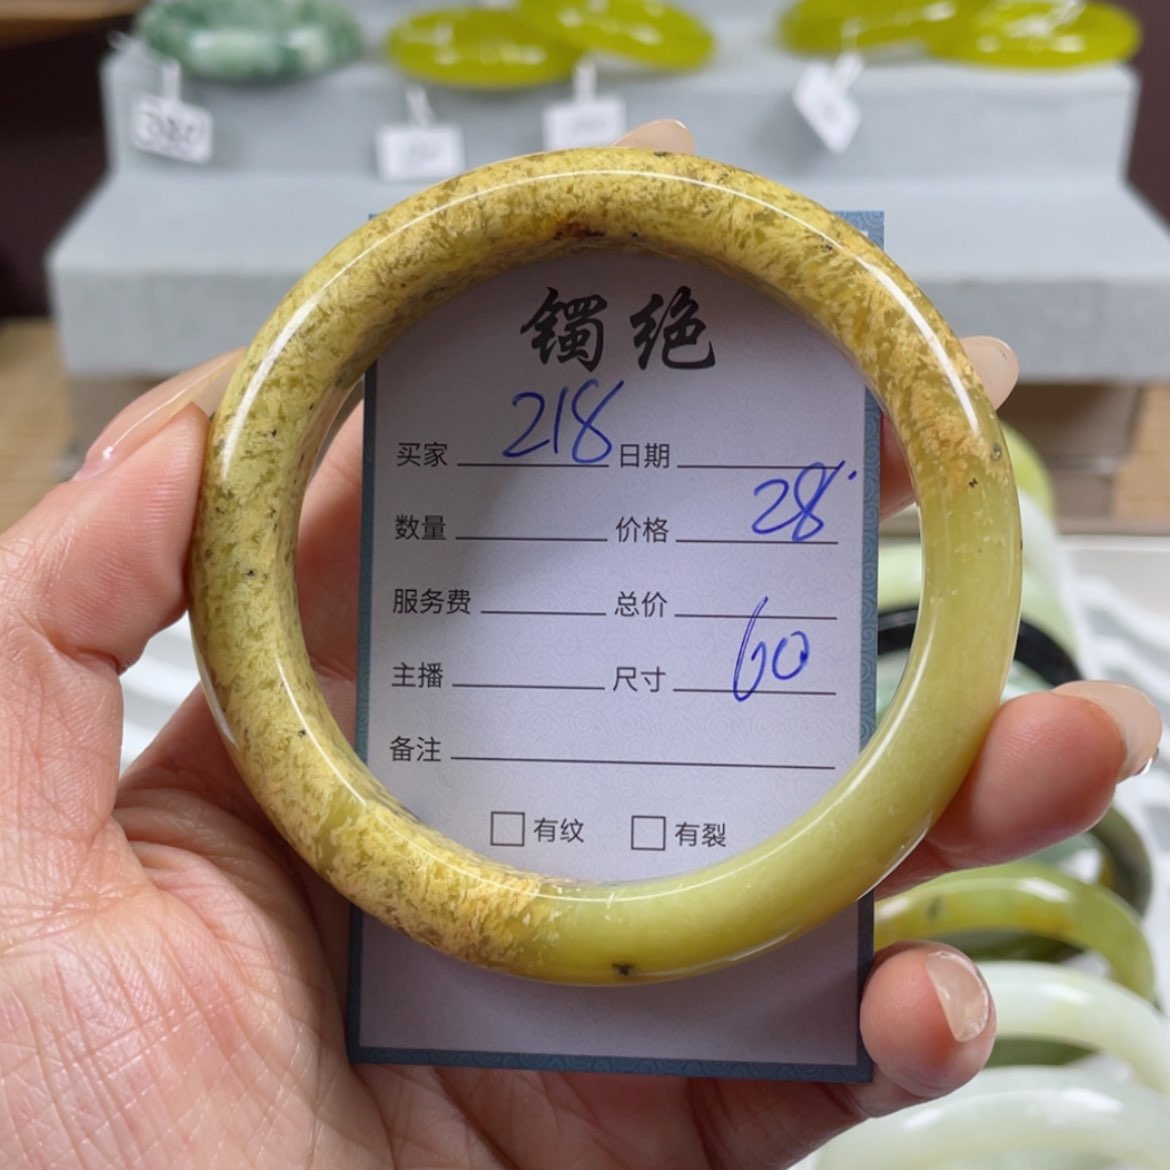 镯绝
买家 218 日期
数量 价格 28
服务费 总价
主播 尺寸 60
备注
□ 有纹 □ 有裂